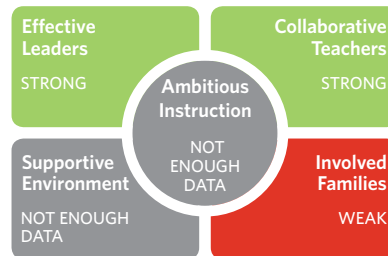 Effective
Leaders
STRONG
Collaborative
Teachers
STRONG
Ambitious
Instruction
NOT
ENOUGH
DATA
Supportive
Environment
NOT ENOUGH
DATA
Involved
Families
WEAK